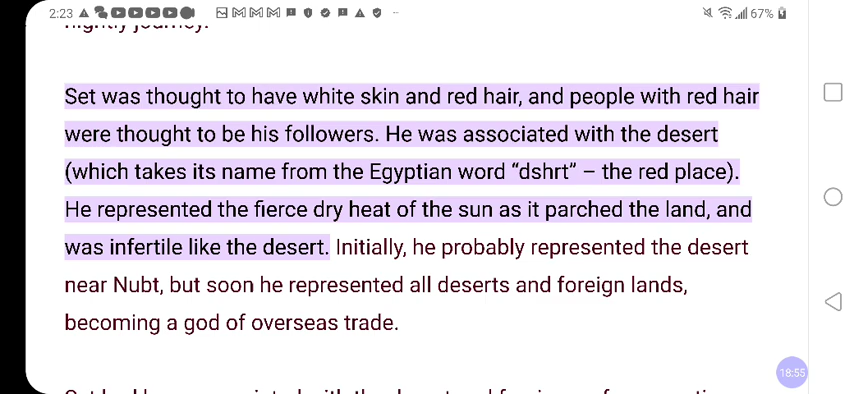 2:23
67%
nightly journey.
Set was thought to have white skin and red hair, and people with red hair
were thought to be his followers. He was associated with the desert
(which takes its name from the Egyptian word “dshrt” – the red place).
He represented the fierce dry heat of the sun as it parched the land, and
was infertile like the desert. Initially, he probably represented the desert
near Nubt, but soon he represented all deserts and foreign lands,
becoming a god of overseas trade.
18:55